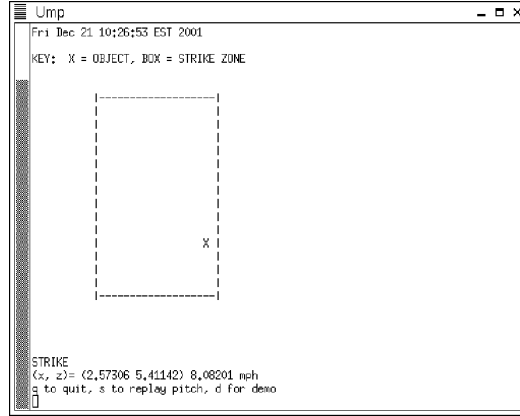 Ump
Fri Dec 21 10:26:53 EST 2001
KEY: X = OBJECT, BOX = STRIKE ZONE
X
STRIKE
(x, z)= (2.57306 5.41142) 8.08201 mph
q to quit, s to replay pitch, d for demo